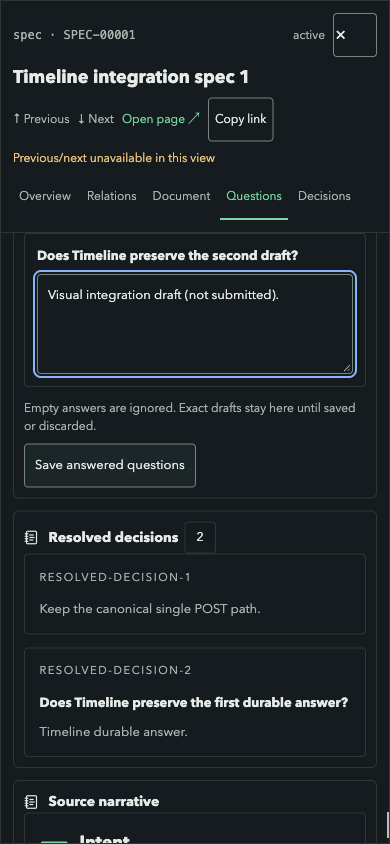 spec · SPEC-00001
active ✕
Timeline integration spec 1
↑ Previous ↓ Next Open page ↗ Copy link
Previous/next unavailable in this view
Overview Relations Document Questions Decisions
Does Timeline preserve the second draft?
Visual integration draft (not submitted).
Empty answers are ignored. Exact drafts stay here until saved
or discarded.
Save answered questions
Resolved decisions 2
RESOLVED-DECISION-1
Keep the canonical single POST path.
RESOLVED-DECISION-2
Does Timeline preserve the first durable answer?
Timeline durable answer.
Source narrative
Intent